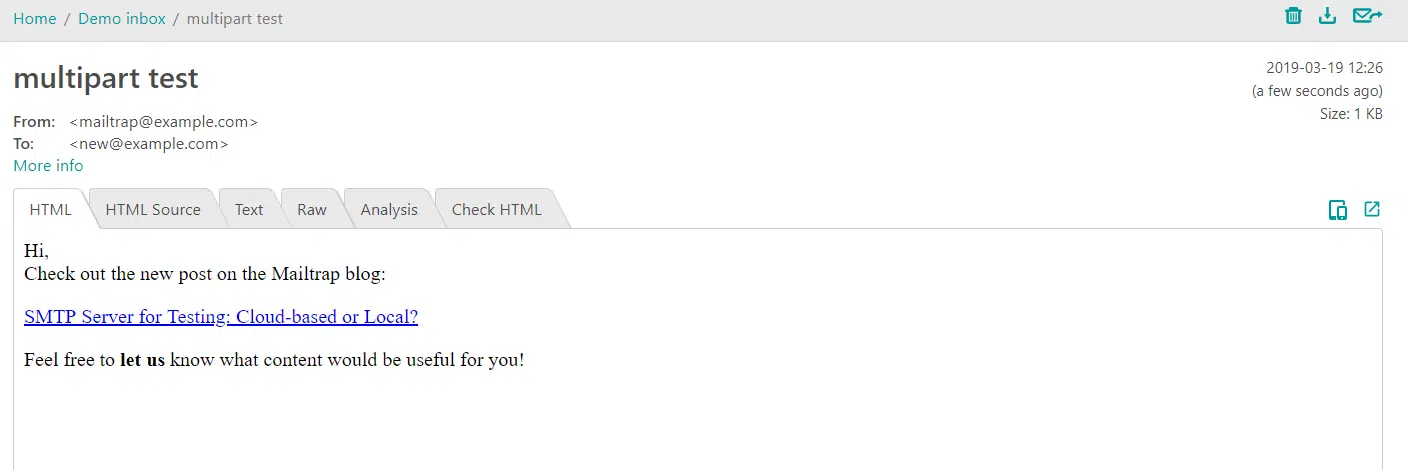 Home / Demo inbox / multipart test
multipart test
2019-03-19 12:26
(a few seconds ago)
Size: 1 KB
From: <mailtrap@example.com>
To: <new@example.com>
More info
HTML HTML Source Text Raw Analysis Check HTML
Hi,
Check out the new post on the Mailtrap blog:
SMTP Server for Testing: Cloud-based or Local?
Feel free to let us know what content would be useful for you!